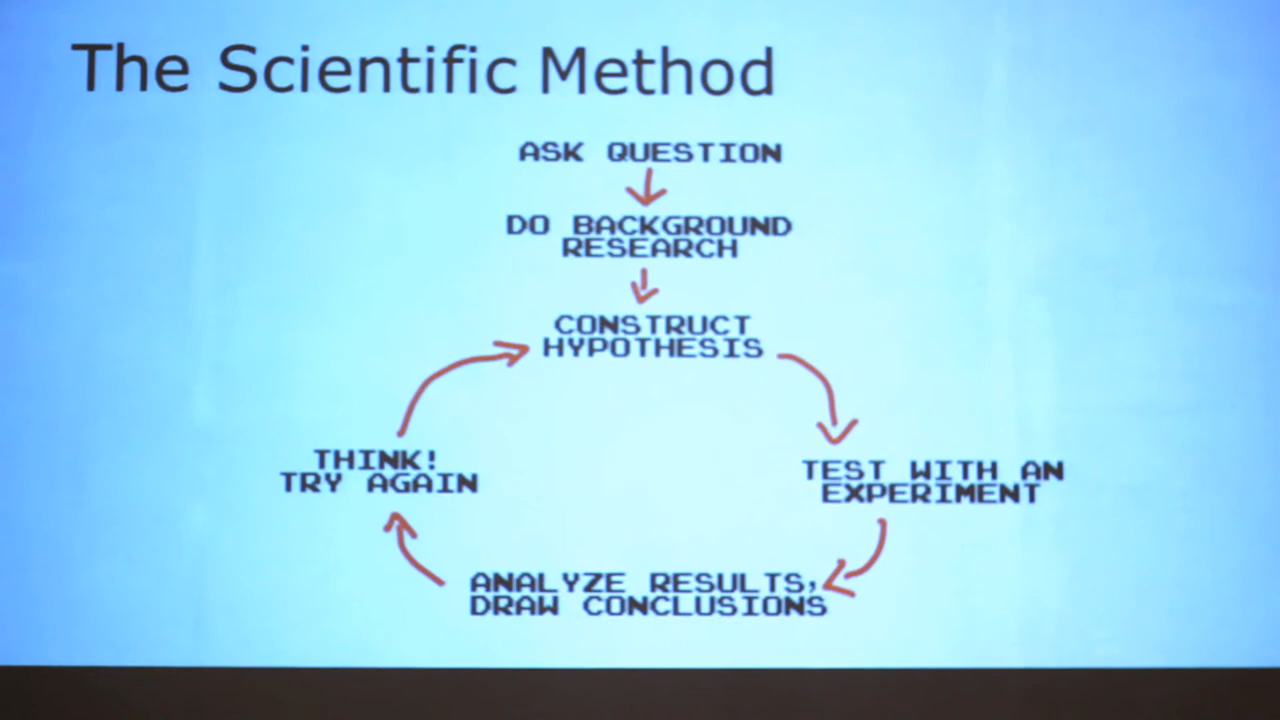 The Scientific Method
ASK QUESTION
DO BACKGROUND
RESEARCH
CONSTRUCT
HYPOTHESIS
THINK!
TRY AGAIN
TEST WITH AN
EXPERIMENT
ANALYZE RESULTS,
DRAW CONCLUSIONS